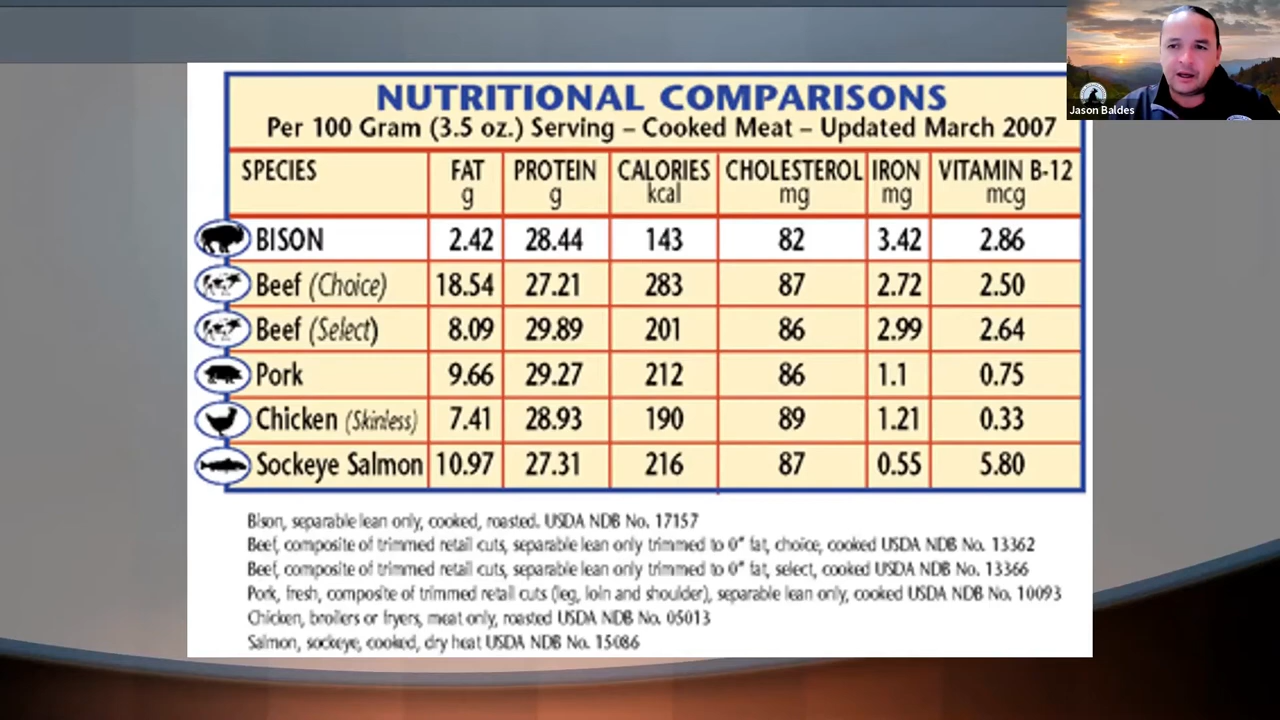 Jason Baldes
NUTRITIONAL COMPARISONS
Per 100 Gram (3.5 oz.) Serving – Cooked Meat – Updated March 2007
SPECIES FAT g PROTEIN g CALORIES kcal CHOLESTEROL mg IRON mg VITAMIN B-12 mcg
BISON 2.42 28.44 143 82 3.42 2.86
Beef (Choice) 18.54 27.21 283 87 2.72 2.50
Beef (Select) 8.09 29.89 201 86 2.99 2.64
Pork 9.66 29.27 212 86 1.1 0.75
Chicken (Skinless) 7.41 28.93 190 89 1.21 0.33
Sockeye Salmon 10.97 27.31 216 87 0.55 5.80
Bison, separable lean only, cooked, roasted. USDA NDB No. 17157
Beef, composite of trimmed retail cuts, separable lean only trimmed to 0" fat, choice, cooked USDA NDB No. 13362
Beef, composite of trimmed retail cuts, separable lean only trimmed to 0" fat, select, cooked USDA NDB No. 13366
Pork, fresh, composite of trimmed retail cuts (leg, loin and shoulder), separable lean only, cooked USDA NDB No. 10093
Chicken, broilers or fryers, meat only, roasted USDA NDB No. 05013
Salmon, sockeye, cooked, dry heat USDA NDB No. 15086